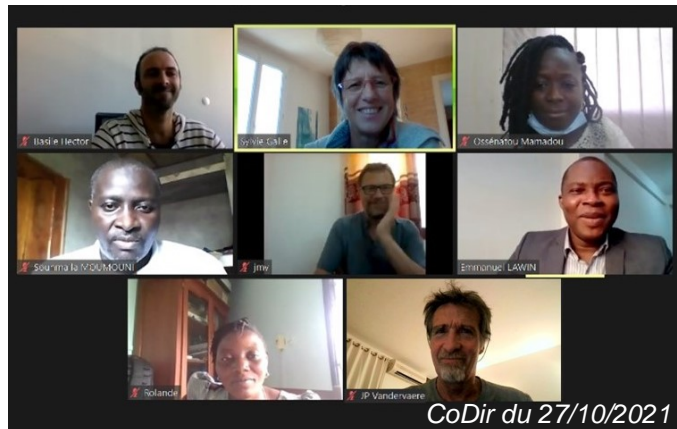 Basile Hector
Sylvie Galle
Ossénatou Mamadou
Soumaïla MOUMOUNI
jmy
Emmanuel LAWIN
Rolande
JP Vandervaere
CoDir du 27/10/2021